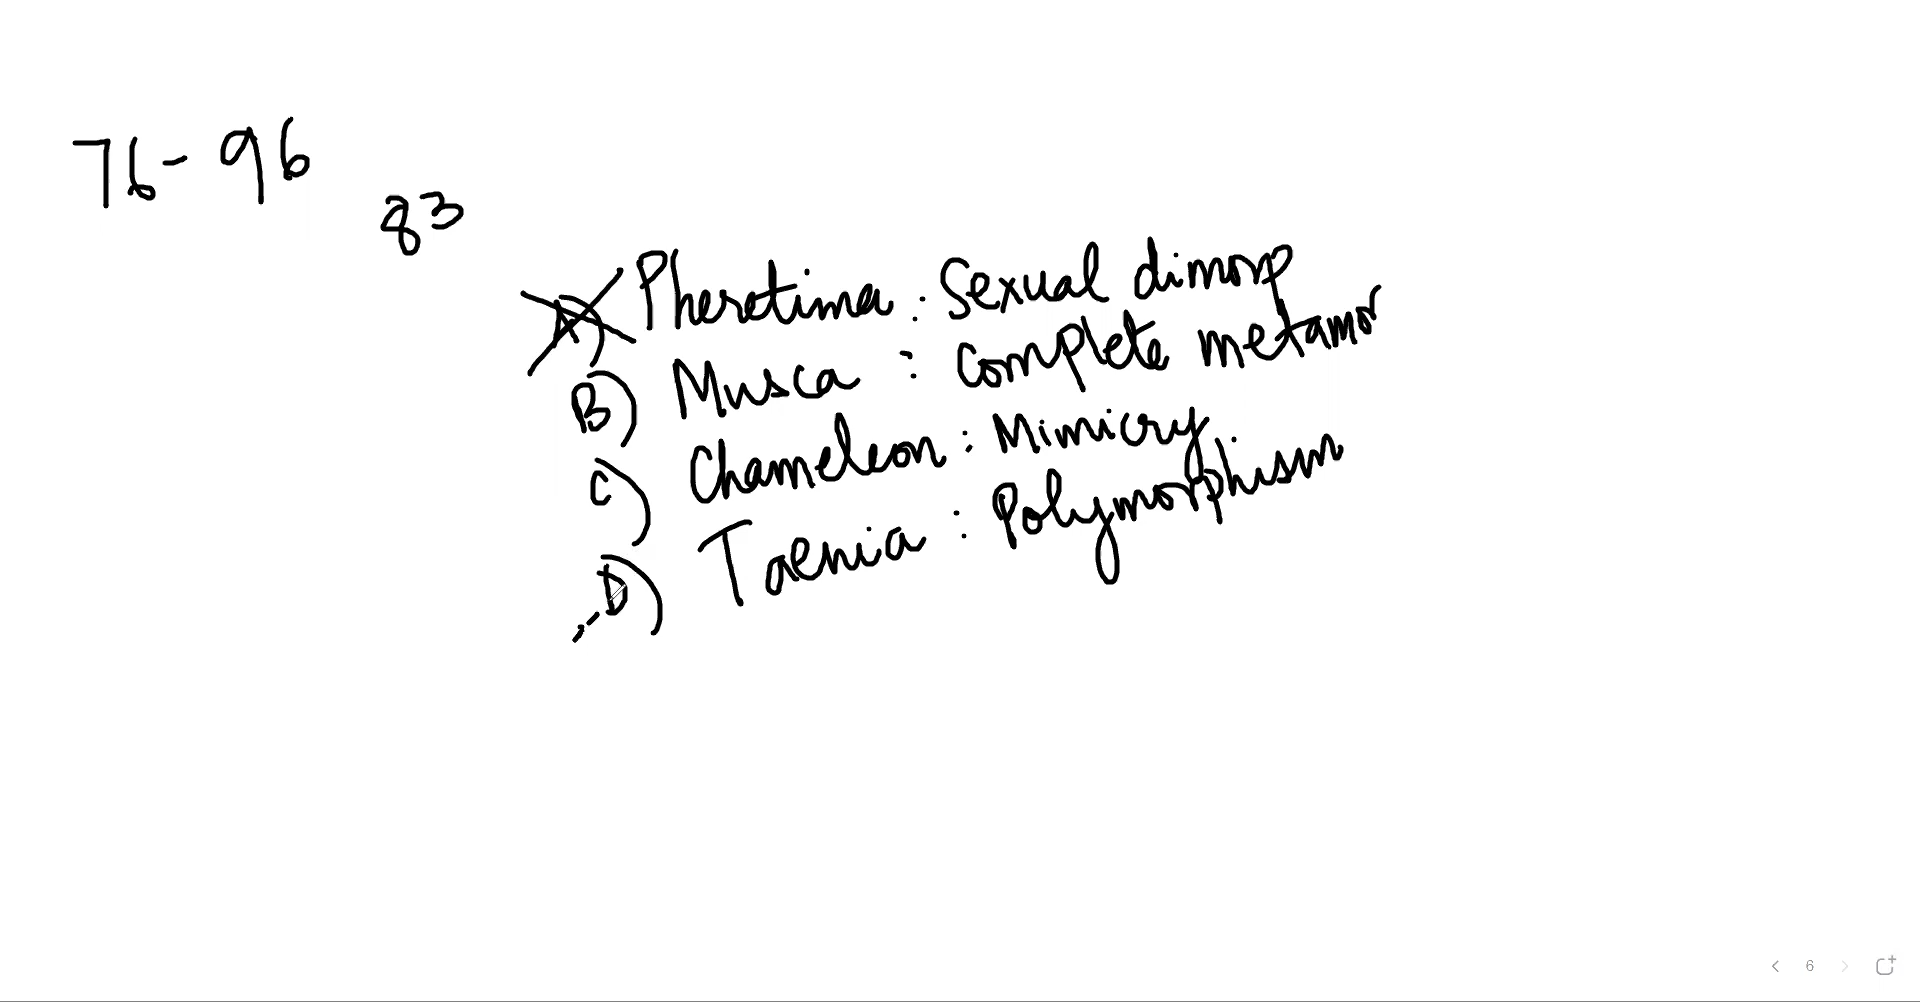 76-96
83
A) Pheretima: Sexual dimorp
B) Musca : Complete metamor
C) Chameleon: Mimicry
D) Taenia : Polymorphism
6